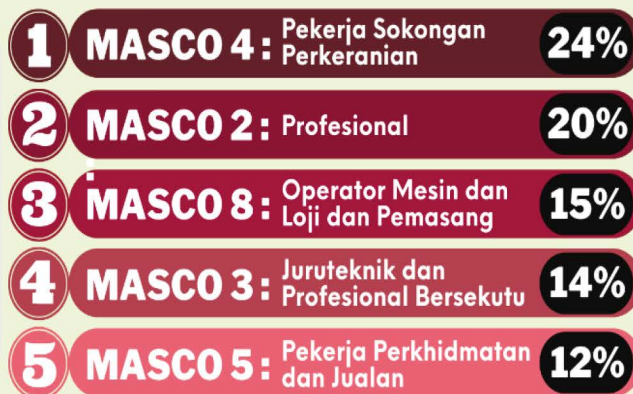 1 MASCO 4 : Pekerja Sokongan
Perkeranian 24%
2 MASCO 2 : Profesional 20%
:
3 MASCO 8 : Operator Mesin dan
Loji dan Pemasang 15%
4 MASCO 3 : Juruteknik dan
Profesional Bersekutu 14%
5 MASCO 5 : Pekerja Perkhidmatan
dan Jualan 12%